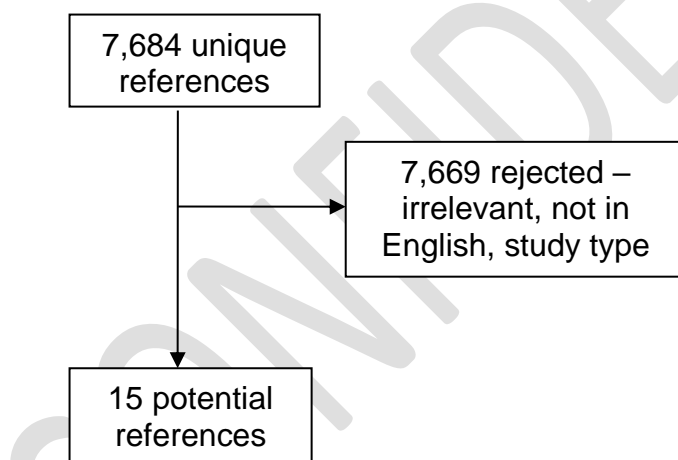 7,684 unique
references
7,669 rejected –
irrelevant, not in
English, study type
15 potential
references